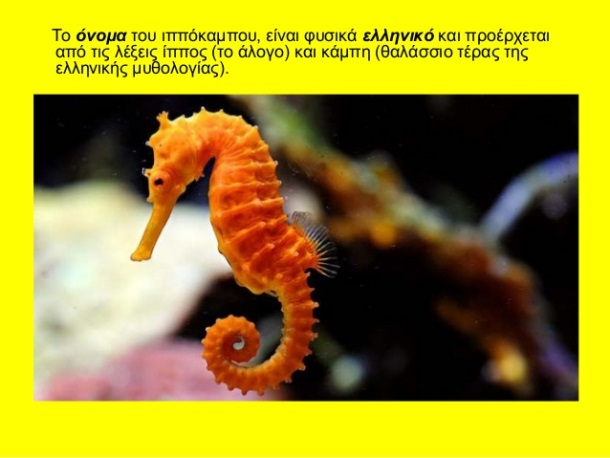 Το όνομα του ιππόκαμπου, είναι φυσικά ελληνικό και προέρχεται
από τις λέξεις ίππος (το άλογο) και κάμπη (θαλάσσιο τέρας της
ελληνικής μυθολογίας).